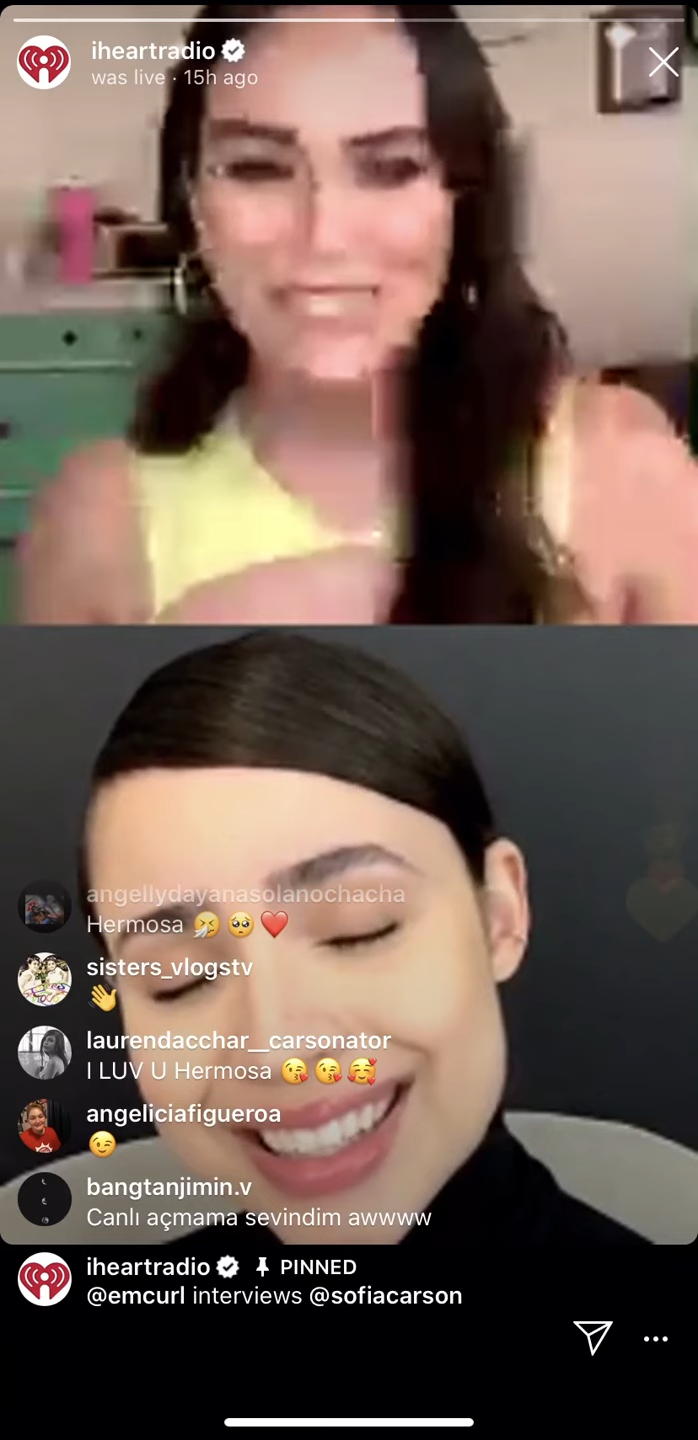 iheartradio
was live · 15h ago
angellydayanasolanochacha
Hermosa 🤧🥺❤️
sisters_vlogstv
👋
laurendacchar__carsonator
I LUV U Hermosa 😘😘🥰
angeliciafigueroa
😉
bangtanjimin.v
Canlı açmama sevindim awwww
iheartradio PINNED
@emcurl interviews @sofiacarson
...